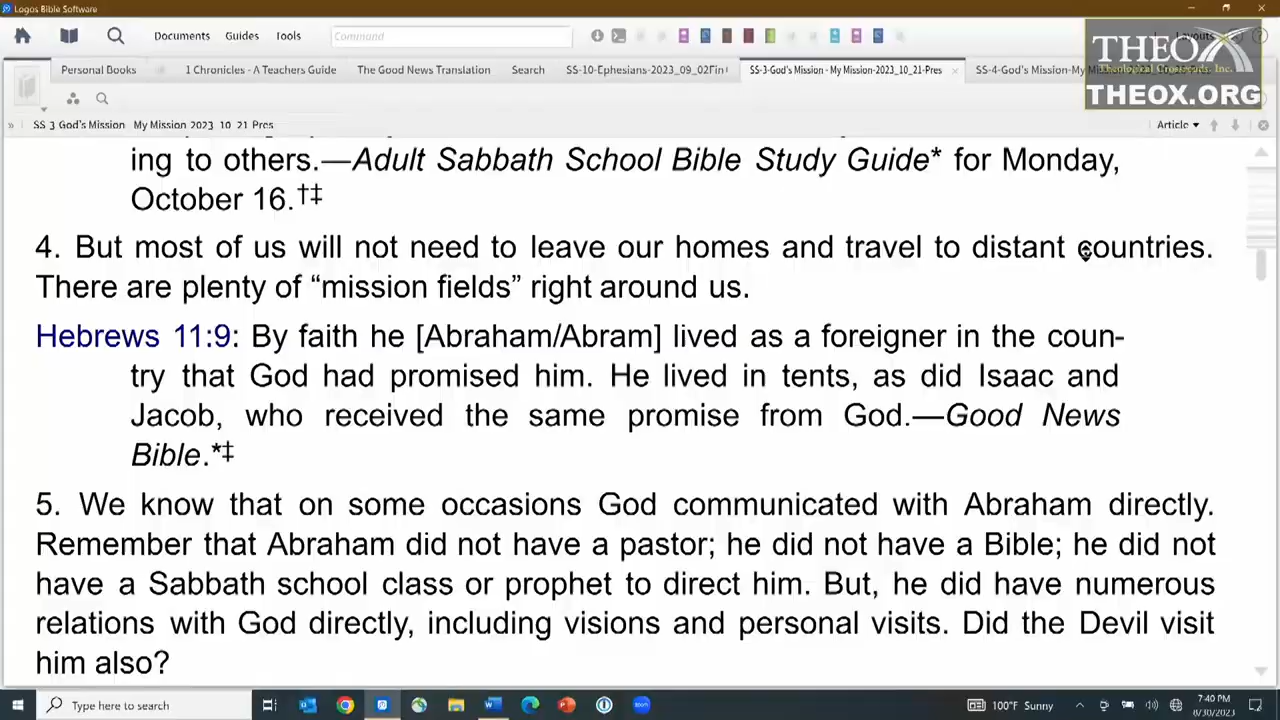 Logos Bible Software
Documents Guides Tools Command Layouts
THEOX
Theological Crossroads, Inc.
THEOX.ORG
Personal Books 1 Chronicles - A Teachers Guide The Good News Translation Search SS-10-Ephesians-2023_09_02Fin SS-3-God's Mission - My Mission-2023_10_21-Pres SS-4-God's Mission-My
SS 3 God's Mission My Mission 2023 10 21 Pres Article
ing to others.—Adult Sabbath School Bible Study Guide* for Monday,
October 16.†‡
4. But most of us will not need to leave our homes and travel to distant countries.
There are plenty of “mission fields” right around us.
Hebrews 11:9: By faith he [Abraham/Abram] lived as a foreigner in the coun-
try that God had promised him. He lived in tents, as did Isaac and
Jacob, who received the same promise from God.—Good News
Bible.*‡
5. We know that on some occasions God communicated with Abraham directly.
Remember that Abraham did not have a pastor; he did not have a Bible; he did not
have a Sabbath school class or prophet to direct him. But, he did have numerous
relations with God directly, including visions and personal visits. Did the Devil visit
him also?
Type here to search 100°F Sunny 7:40 PM
8/30/2023